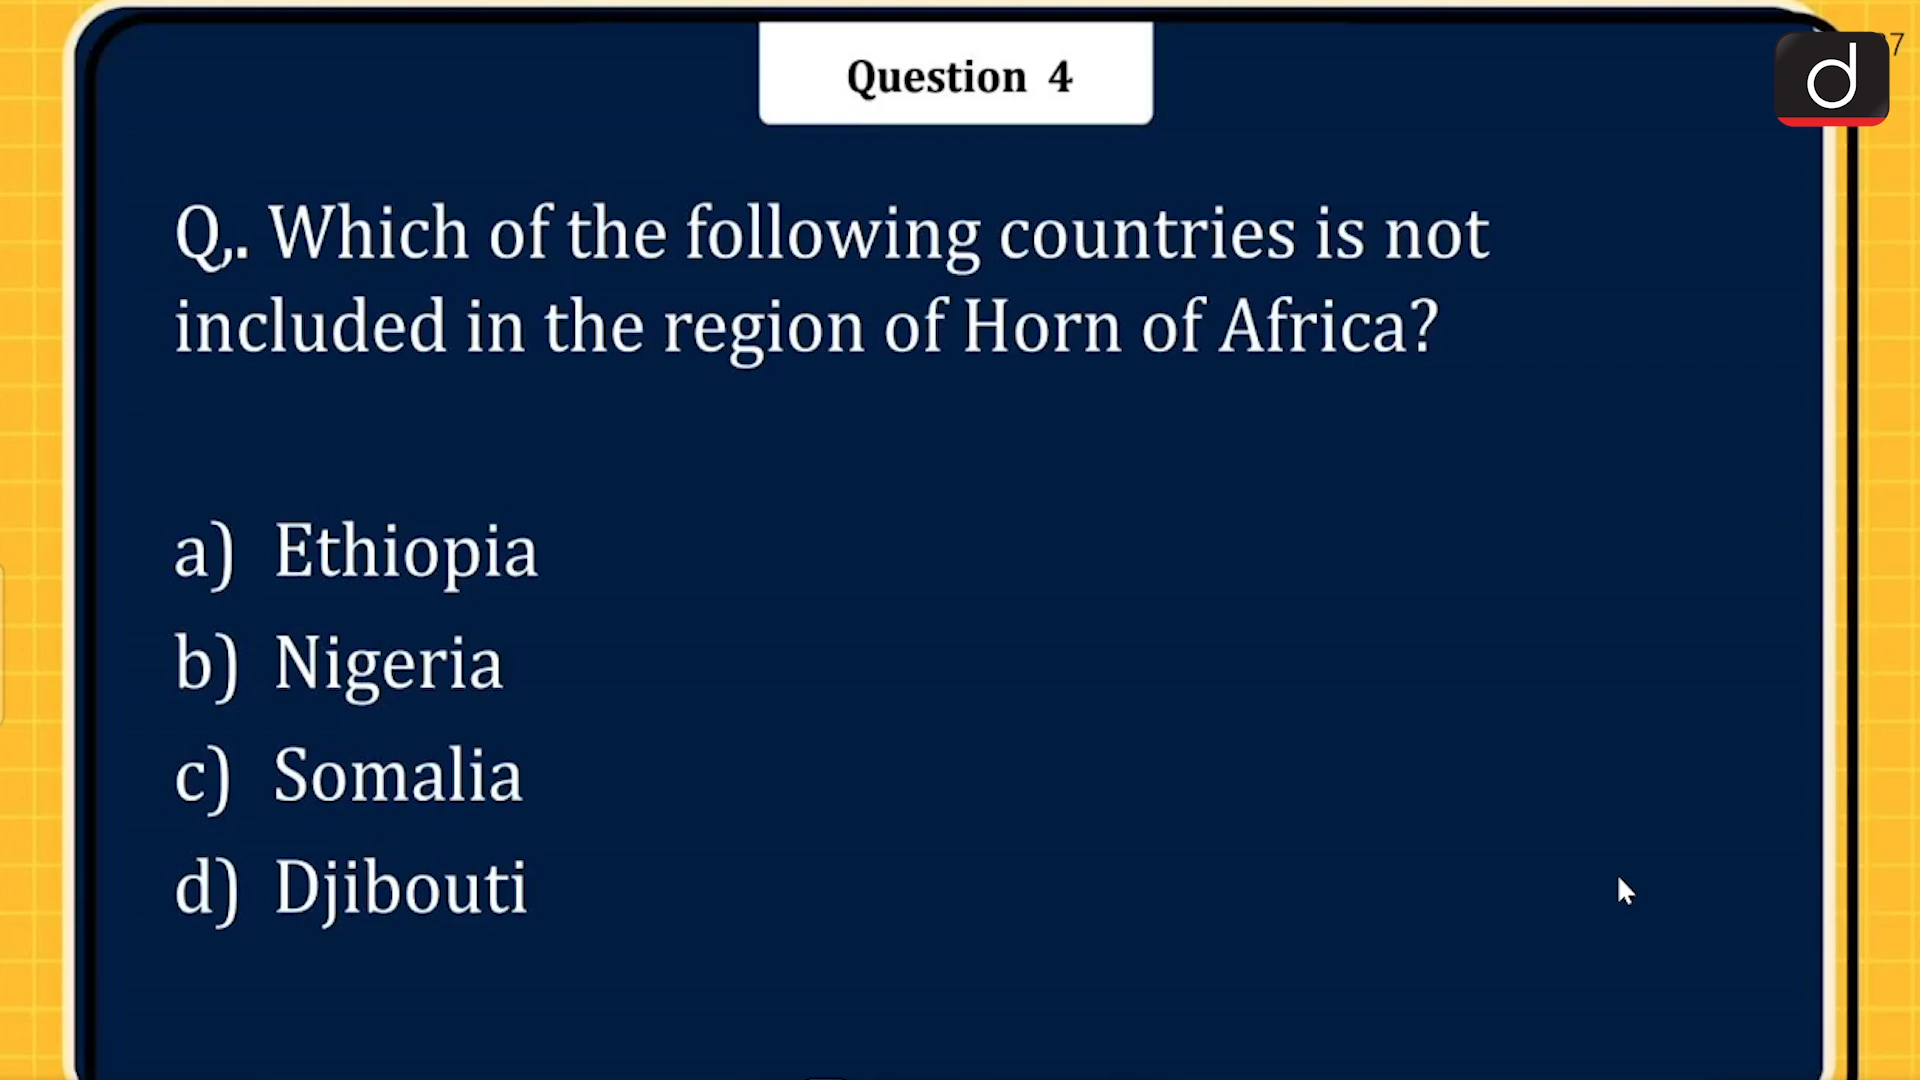 Question 4
Q,. Which of the following countries is not
included in the region of Horn of Africa?
a) Ethiopia
b) Nigeria
c) Somalia
d) Djibouti
d